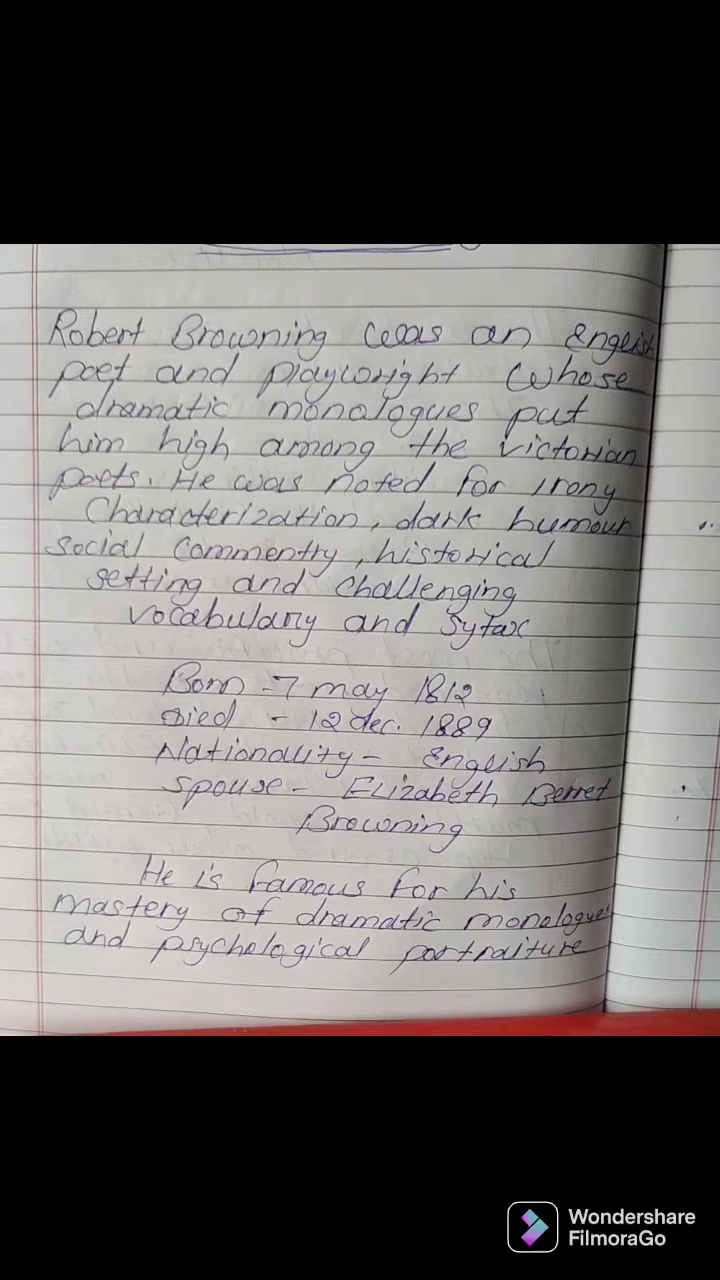 Robert Browning was an English
poet and playwright whose
dramatic monologues put
him high among the victorian
poets. He was noted for irony
Characterization, dark humour
social commentry, historical
setting and challenging
vocabulary and sytax
Born - 7 may 1812
Died - 12 dec. 1889
Nationality - English
Spouse - Elizabeth Berret
Browning
He is famous for his
mastery of dramatic monologues
and psychological portraiture
Wondershare
FilmoraGo